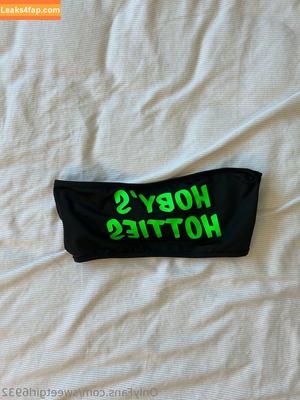 Leaks4fap.com
HOBY'S
HOTTIES
OnlyFans.com/sweetgirl6932